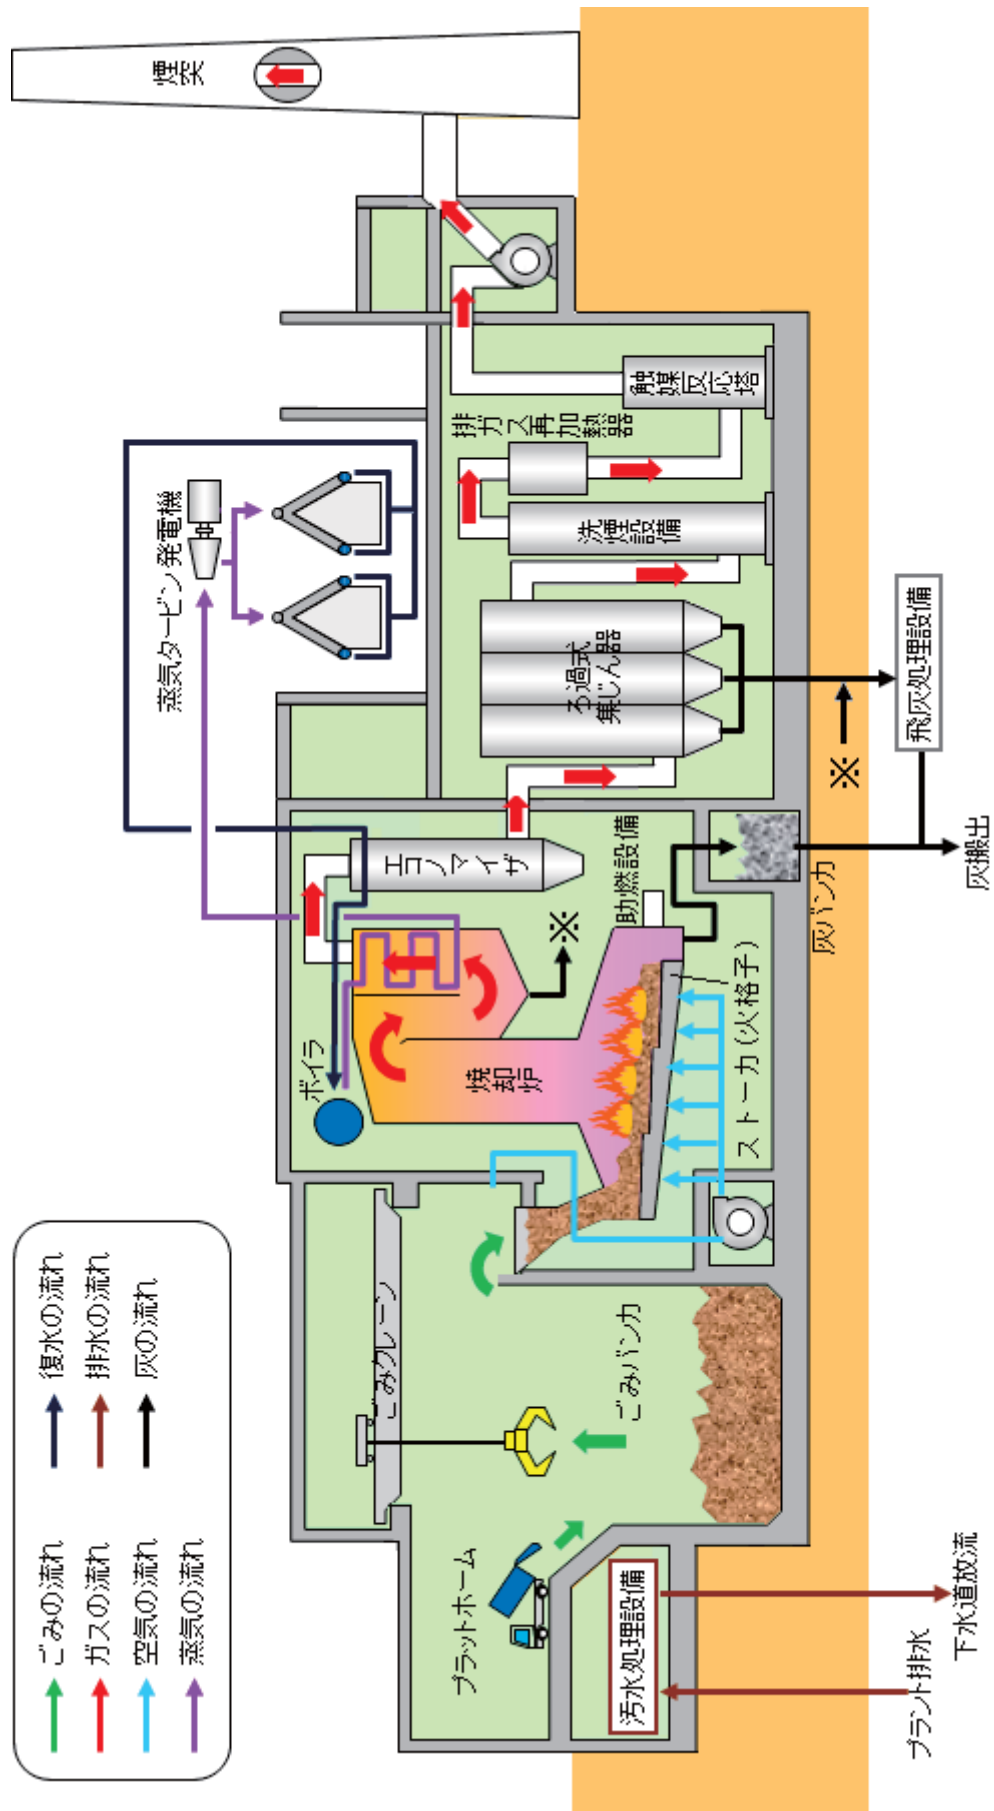 ごみの流れ
ガスの流れ
空気の流れ
蒸気の流れ
復水の流れ
排水の流れ
灰の流れ
煙突
蒸気タービン発電機
ボイラ
エコノマイザ
焼却炉
助燃設備
ごみクレーン
ごみバンカ
プラットホーム
汚水処理設備
プラント排水
下水道放流
ストーカ(火格子)
※
灰バンカ
灰搬出
※
飛灰処理設備
ろ過式
集じん器
洗煙設備
排ガス再加熱器
触媒反応塔